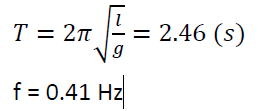 T = 2π √(l/g) = 2.46 (s)
f = 0.41 Hz